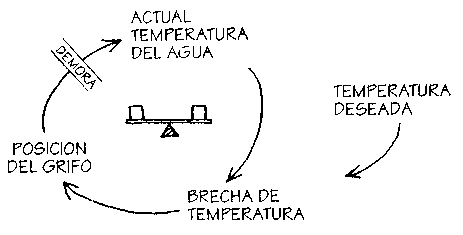 ACTUAL
TEMPERATURA
DEL AGUA
DEMORA
TEMPERATURA
DESEADA
POSICION
DEL GRIFO
BRECHA DE
TEMPERATURA